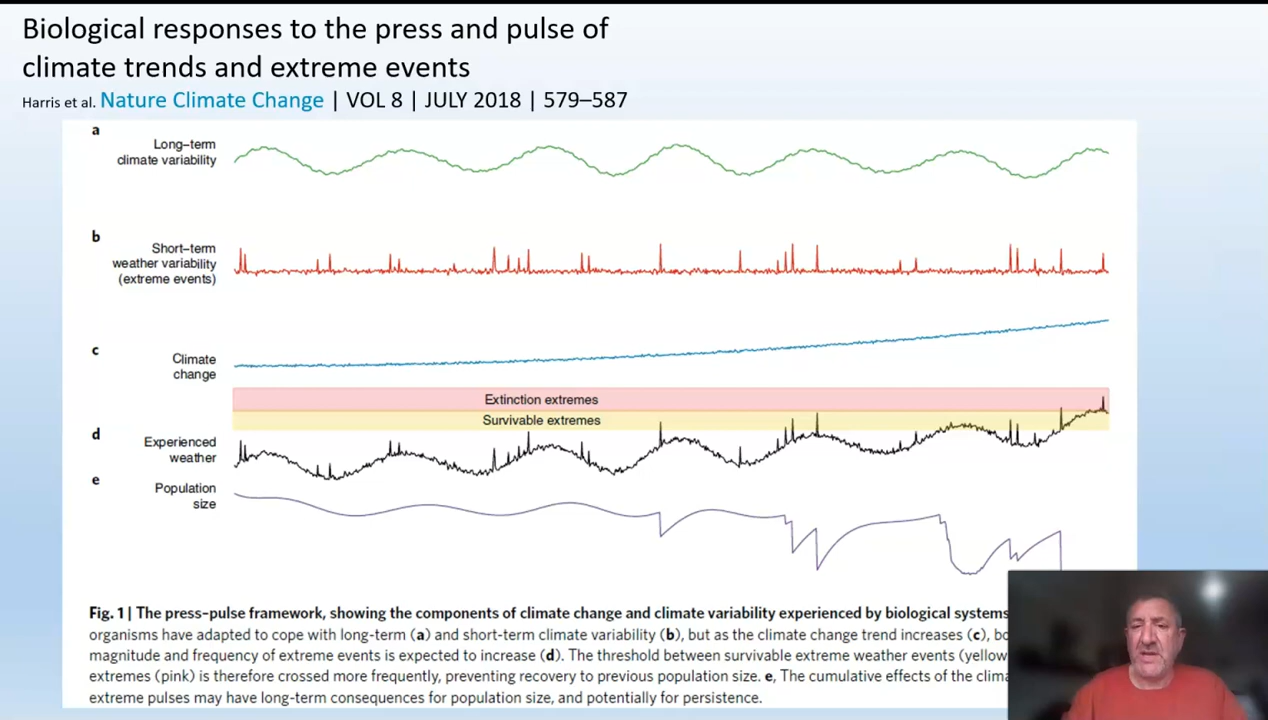 Biological responses to the press and pulse of
climate trends and extreme events
Harris et al. Nature Climate Change | VOL 8 | JULY 2018 | 579–587
a
Long–term
climate variability
b
Short–term
weather variability
(extreme events)
c
Climate
change
Extinction extremes
Survivable extremes
d
Experienced
weather
e
Population
size
Fig. 1 | The press–pulse framework, showing the components of climate change and climate variability experienced by biological systems
organisms have adapted to cope with long-term (a) and short-term climate variability (b), but as the climate change trend increases (c),
magnitude and frequency of extreme events is expected to increase (d). The threshold between survivable extreme weather events (yellow
extremes (pink) is therefore crossed more frequently, preventing recovery to previous population size. e, The cumulative effects of the
extreme pulses may have long-term consequences for population size, and potentially for persistence.